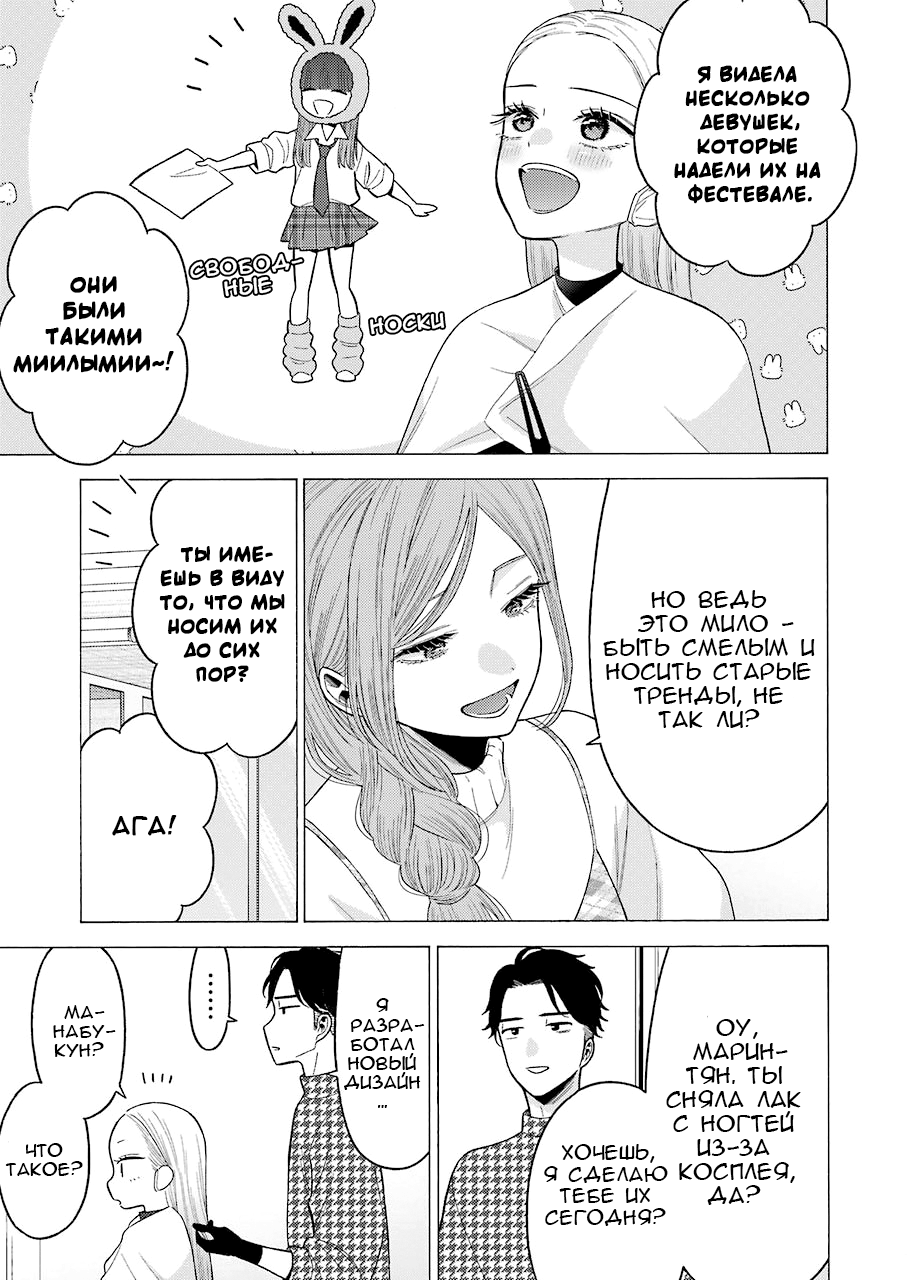 Я ВИДЕЛА
НЕСКОЛЬКО
ДЕВУШЕК,
КОТОРЫЕ
НАДЕЛИ ИХ НА
ФЕСТЕВАЛЕ.
СВОБОД-
НЫЕ
НОСКИ
ОНИ
БЫЛИ
ТАКИМИ
МИИЛЫМИИ~!
НО ВЕДЬ
ЭТО МИЛО -
БЫТЬ СМЕЛЫМ И
НОСИТЬ СТАРЫЕ
ТРЕНДЫ, НЕ
ТАК ЛИ?
ТЫ ИМЕ-
ЕШЬ В ВИДУ
ТО, ЧТО МЫ
НОСИМ ИХ
ДО СИХ
ПОР?
АГА!
ОУ,
МАРИН-
ТЯН. ТЫ
СНЯЛА ЛАК
С НОГТЕЙ
ИЗ-ЗА
КОСПЛЕЯ,
ДА?
ХОЧЕШЬ,
Я СДЕЛАЮ
ТЕБЕ ИХ
СЕГОДНЯ?
Я
РАЗРА-
БОТАЛ
НОВЫЙ
ДИЗАЙН
...
......
МА-
НАБУ-
КУН?
ЧТО
ТАКОЕ?